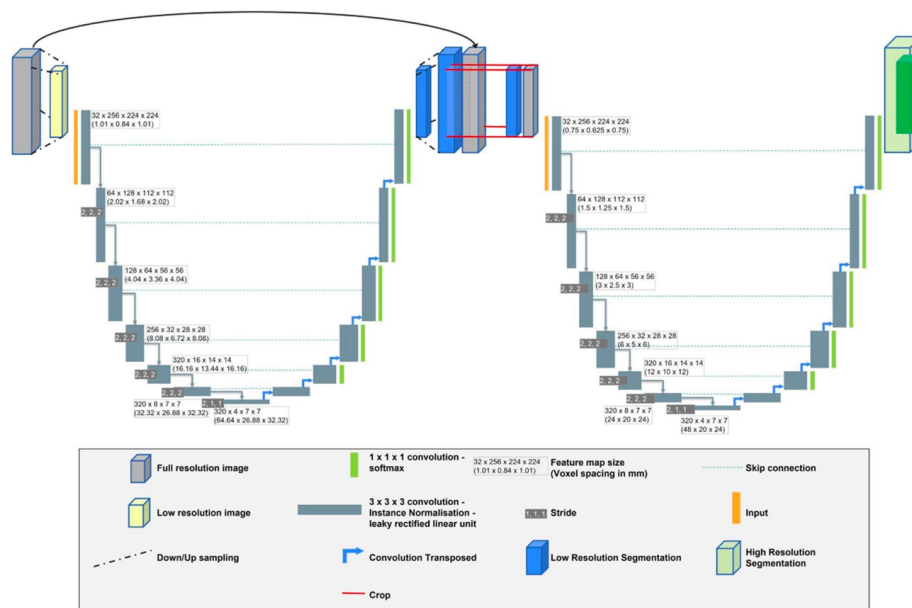 32 x 256 x 224 x 224
(1.01 x 0.84 x 1.01)
2, 2, 2
64 x 128 x 112 x 112
(2.02 x 1.68 x 2.02)
2, 2, 2
128 x 64 x 56 x 56
(4.04 x 3.36 x 4.04)
2, 2, 2
256 x 32 x 28 x 28
(8.08 x 6.72 x 8.08)
2, 2, 2
320 x 16 x 14 x 14
(16.16 x 13.44 x 16.16)
2, 2, 2
320 x 8 x 7 x 7
(32.32 x 26.88 x 32.32)
2, 1, 1
320 x 4 x 7 x 7
(64.64 x 26.88 x 32.32)
32 x 256 x 224 x 224
(0.75 x 0.625 x 0.75)
2, 2, 2
64 x 128 x 112 x 112
(1.5 x 1.25 x 1.5)
2, 2, 2
128 x 64 x 56 x 56
(3 x 2.5 x 3)
2, 2, 2
256 x 32 x 28 x 28
(6 x 5 x 6)
2, 2, 2
320 x 16 x 14 x 14
(12 x 10 x 12)
2, 2, 2
320 x 8 x 7 x 7
(24 x 20 x 24)
2, 1, 1
320 x 4 x 7 x 7
(48 x 20 x 24)
Full resolution image
1 x 1 x 1 convolution -
softmax
32 x 256 x 224 x 224
(1.01 x 0.84 x 1.01)
Feature map size
(Voxel spacing in mm)
Skip connection
Low resolution image
3 x 3 x 3 convolution -
Instance Normalisation -
leaky rectified linear
unit
1, 1, 1
Stride
Input
Down/Up sampling
Convolution Transposed
Low Resolution Segmentation
High Resolution
Segmentation
Crop